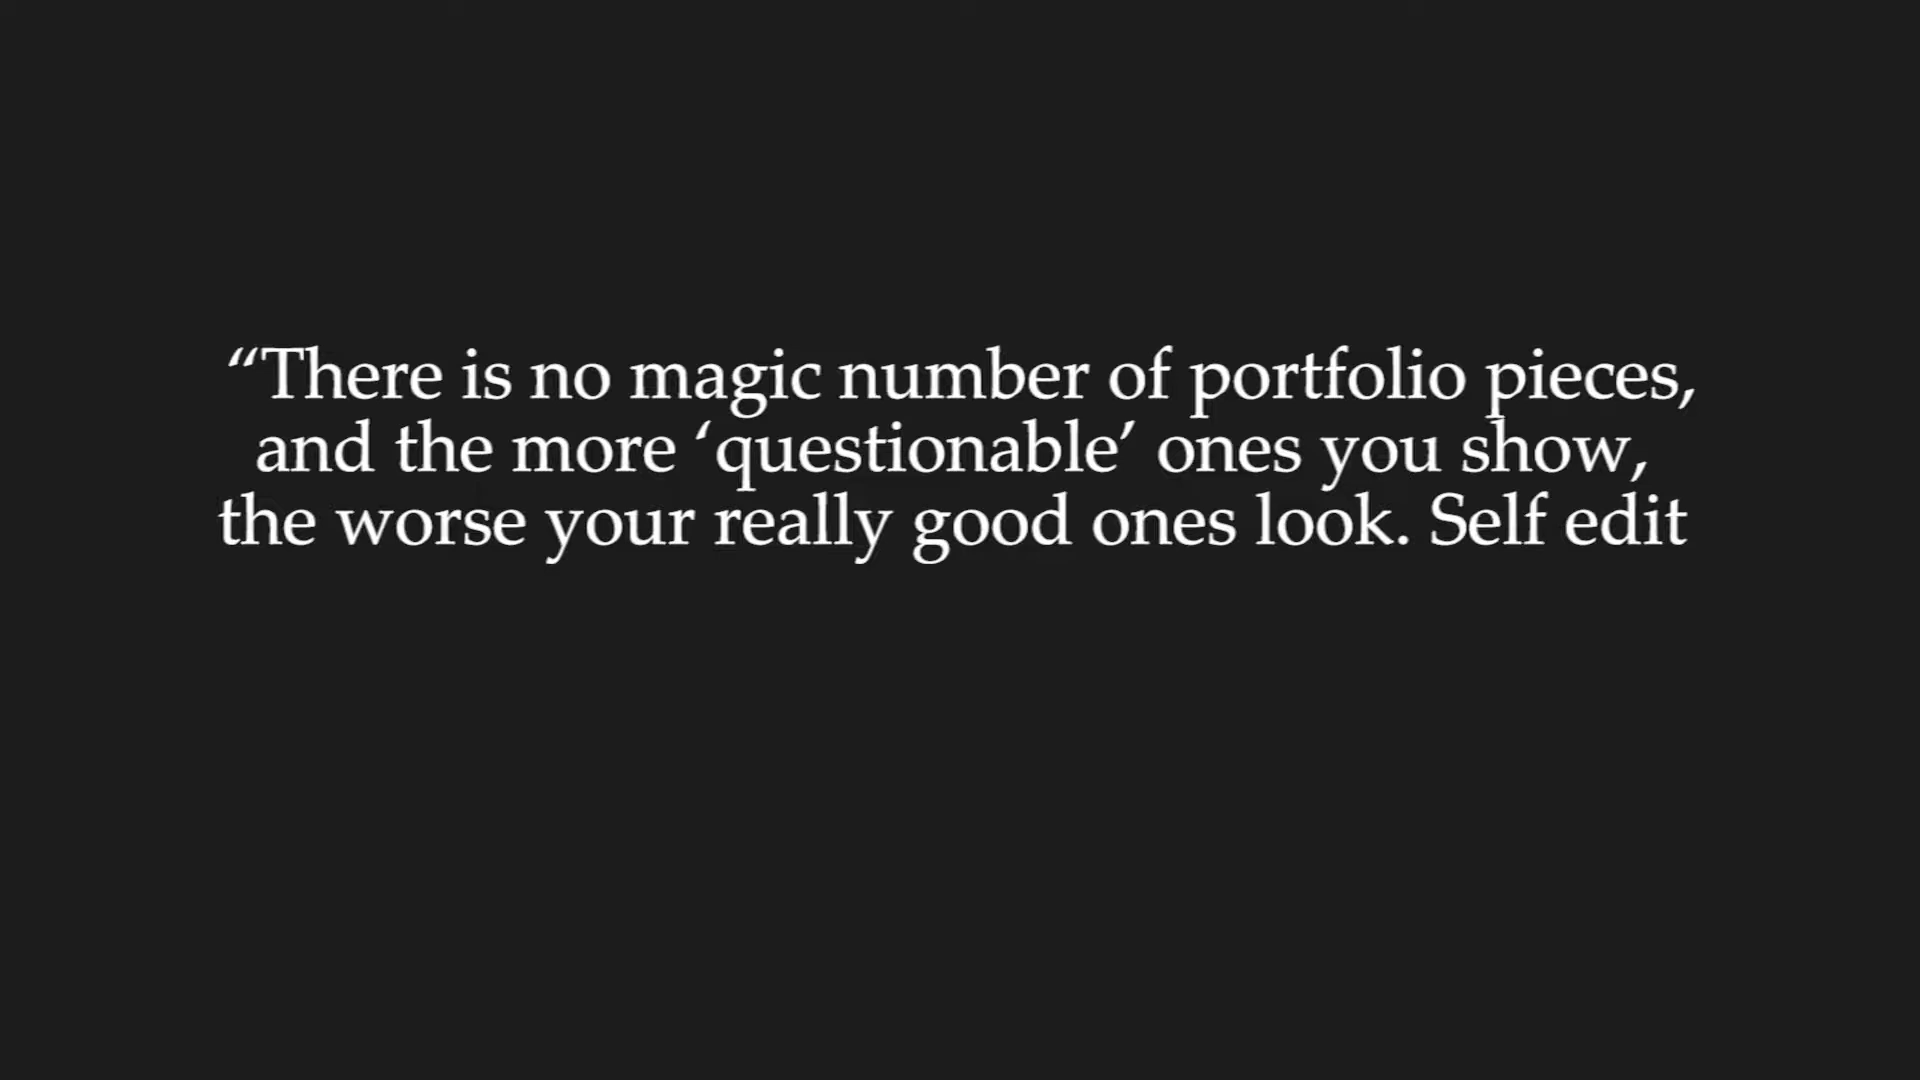 “There is no magic number of portfolio pieces,
and the more ‘questionable’ ones you show,
the worse your really good ones look. Self edit